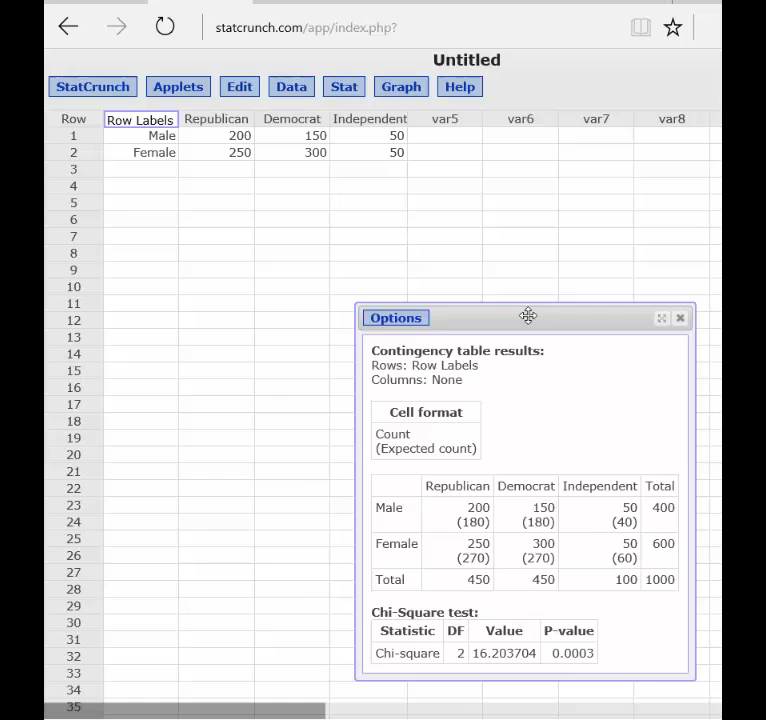 statcrunch.com/app/index.php?
Untitled
StatCrunch Applets Edit Data Stat Graph Help
Row Row Labels Republican Democrat Independent var5 var6 var7 var8
1 Male 200 150 50
2 Female 250 300 50
3
4
5
6
7
8
9
10
11
12
13
14
15
16
17
18
19
20
21
22
23
24
25
26
27
28
29
30
31
32
33
34
35
Options
Contingency table results:
Rows: Row Labels
Columns: None
Cell format
Count
(Expected count)
Republican Democrat Independent Total
Male 200 150 50 400
(180) (180) (40)
Female 250 300 50 600
(270) (270) (60)
Total 450 450 100 1000
Chi-Square test:
Statistic DF Value P-value
Chi-square 2 16.203704 0.0003